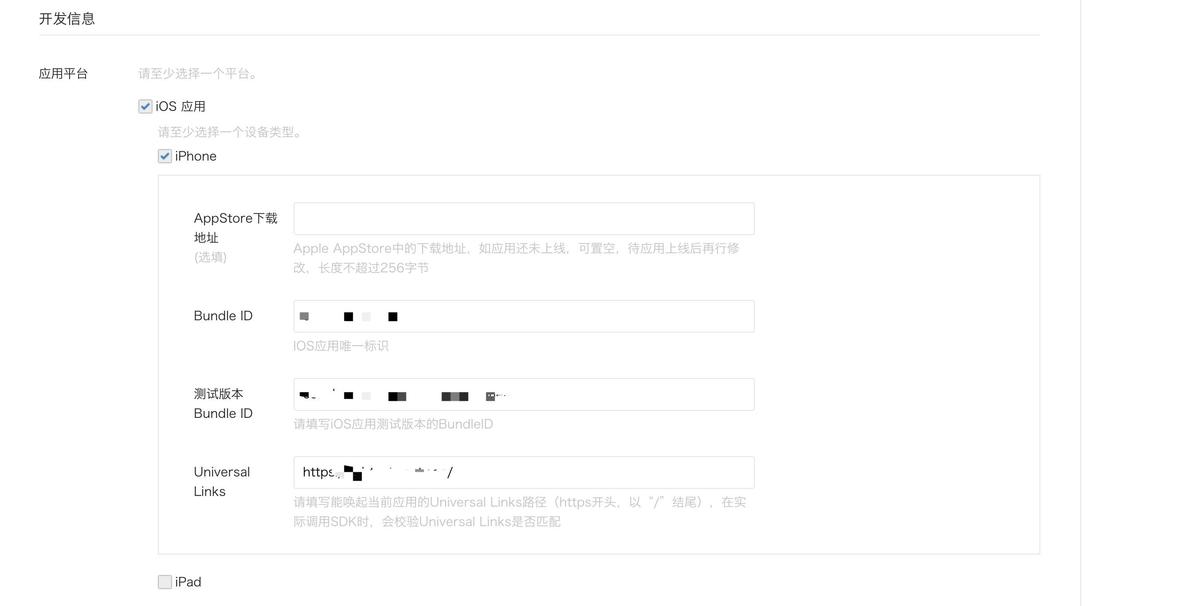 开发信息
应用平台
请至少选择一个平台。
iOS 应用
请至少选择一个设备类型。
iPhone
AppStore下载
地址
(选填)
Apple AppStore中的下载地址，如应用还未上线，可置空，待应用上线后再行修
改，长度不超过256字节
Bundle ID
IOS应用唯一标识
测试版本
Bundle ID
请填写iOS应用测试版本的BundleID
Universal
Links
https
/
请填写能唤起当前应用的Universal Links路径（https开头，以“/”结尾），在实
际调用SDK时，会校验Universal Links是否匹配
iPad